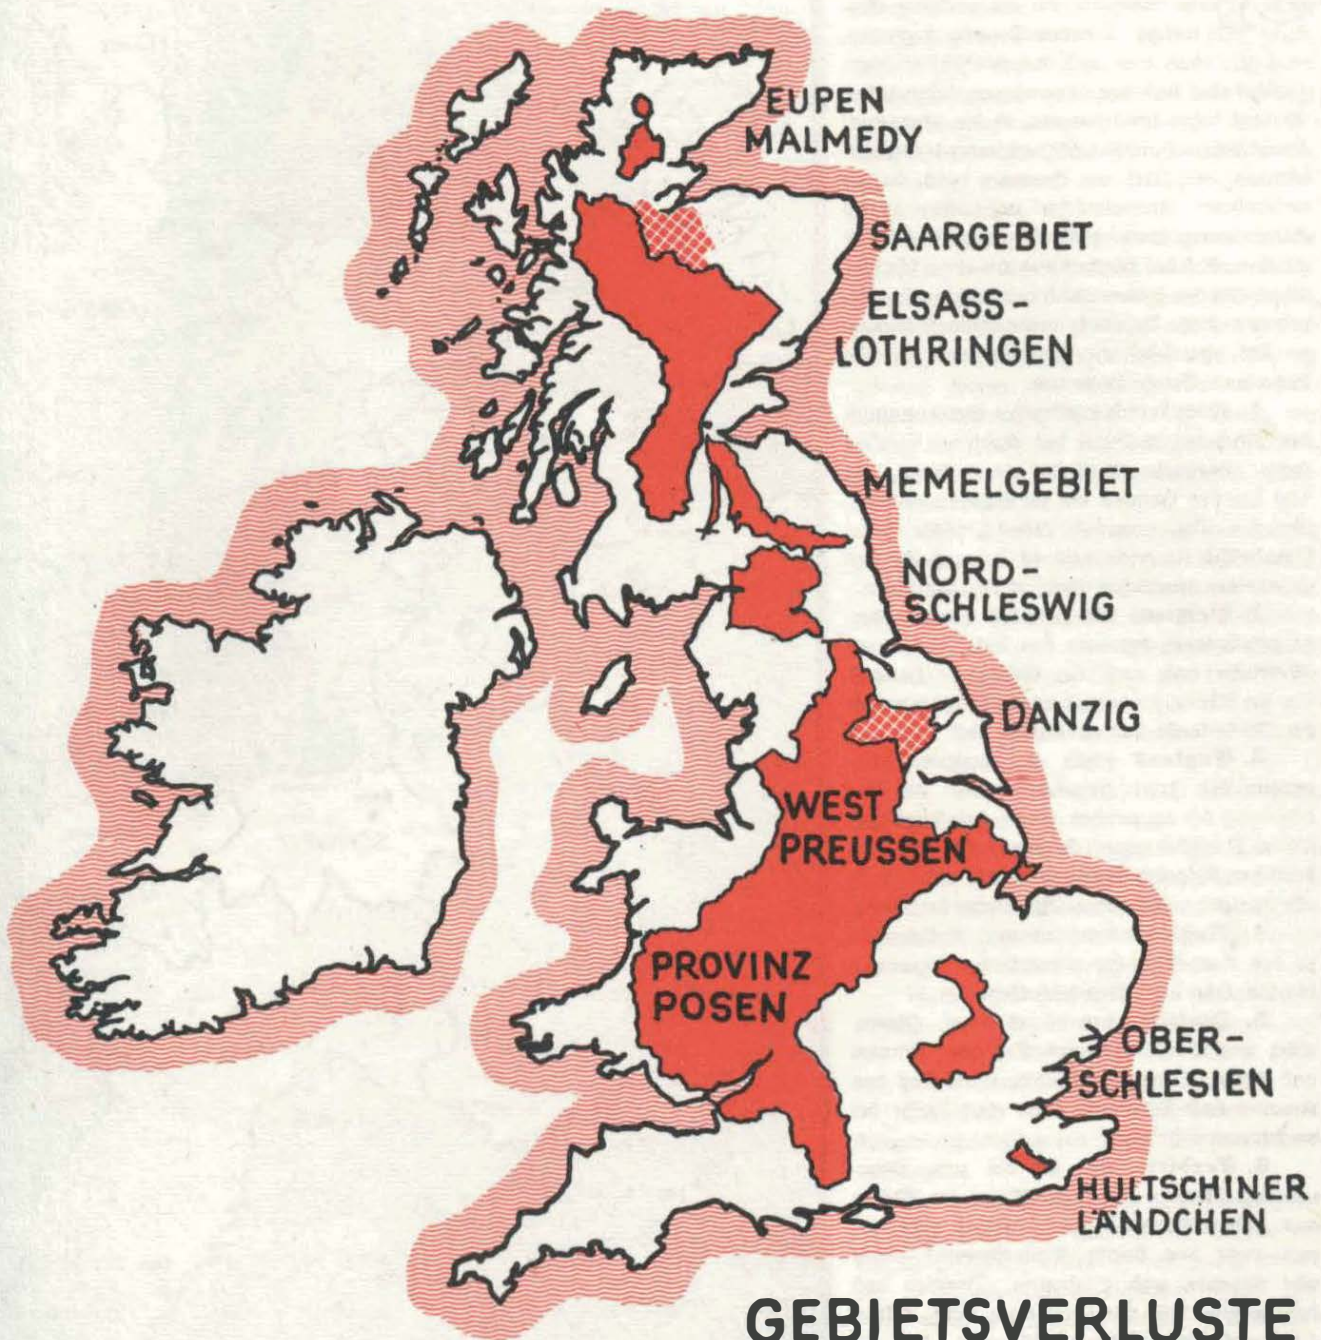 EUPEN
MALMEDY
SAARGEBIET
ELSASS-
LOTHRINGEN
MEMELGEBIET
NORD-
SCHLESWIG
DANZIG
WEST
PREUSSEN
PROVINZ
POSEN
OBER-
SCHLESIEN
HULTSCHINER
LÄNDCHEN
GEBIETSVERLUSTE